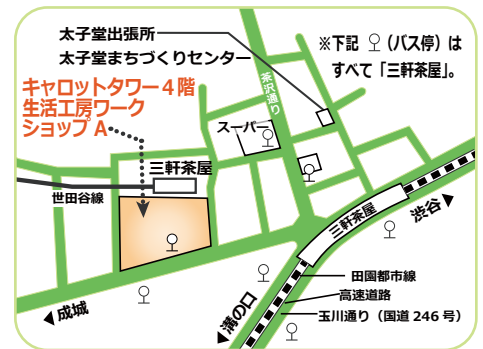 太子堂出張所
太子堂まちづくりセンター
※下記 (バス停) は
すべて「三軒茶屋」。
キャロットタワー4階
生活工房ワーク
ショップA
茶沢通り
スーパー
三軒茶屋
世田谷線
三軒茶屋
渋谷
成城
溝の口
田園都市線
高速道路
玉川通り（国道246号）